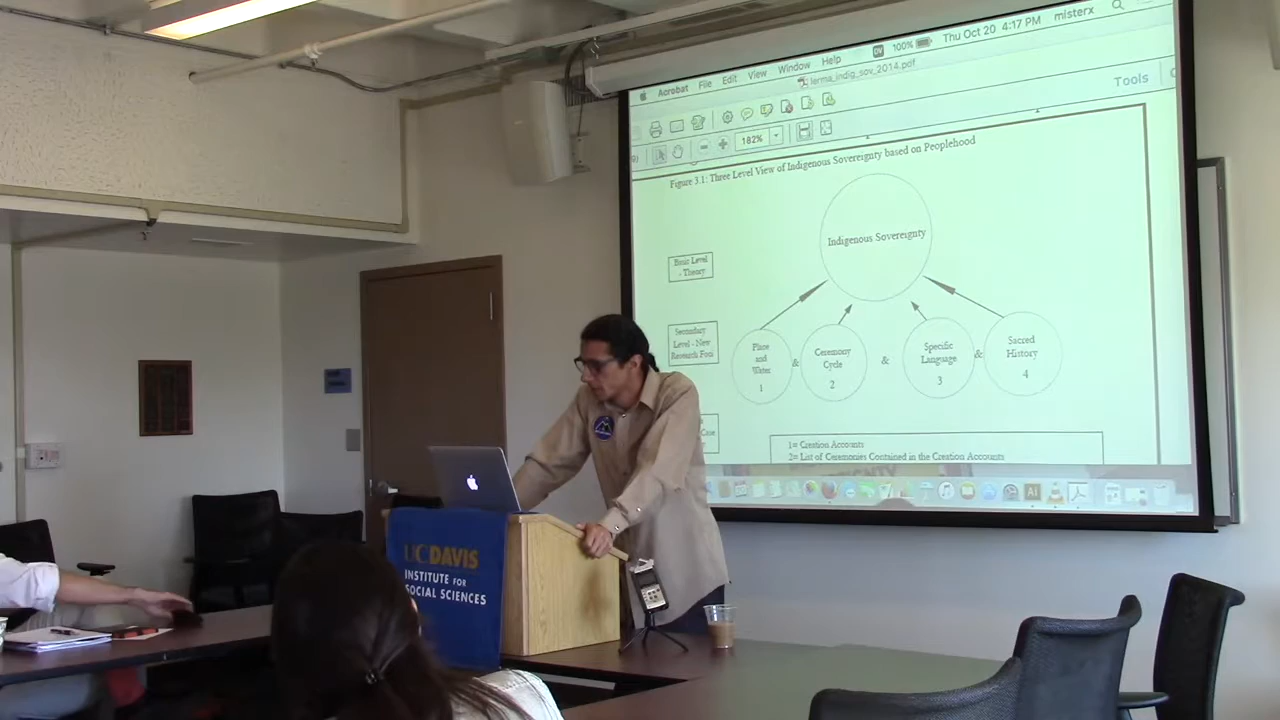 Acrobat File Edit View Window Help 100% Thu Oct 20 4:17 PM misterx
lerma_indig_sov_2014.pdf
Tools
182%
Figure 3.1: Three Level View of Indigenous Sovereignty based on Peoplehood
Indigenous Sovereignty
Basic Level
- Theory
Secondary
Level - New
Research Foci
Place
and
Water
1
&
Ceremony
Cycle
2
&
Specific
Language
3
&
Sacred
History
4
Case
1= Creation Accounts
2= List of Ceremonies Contained in the Creation Accounts
UC DAVIS
INSTITUTE FOR
SOCIAL SCIENCES